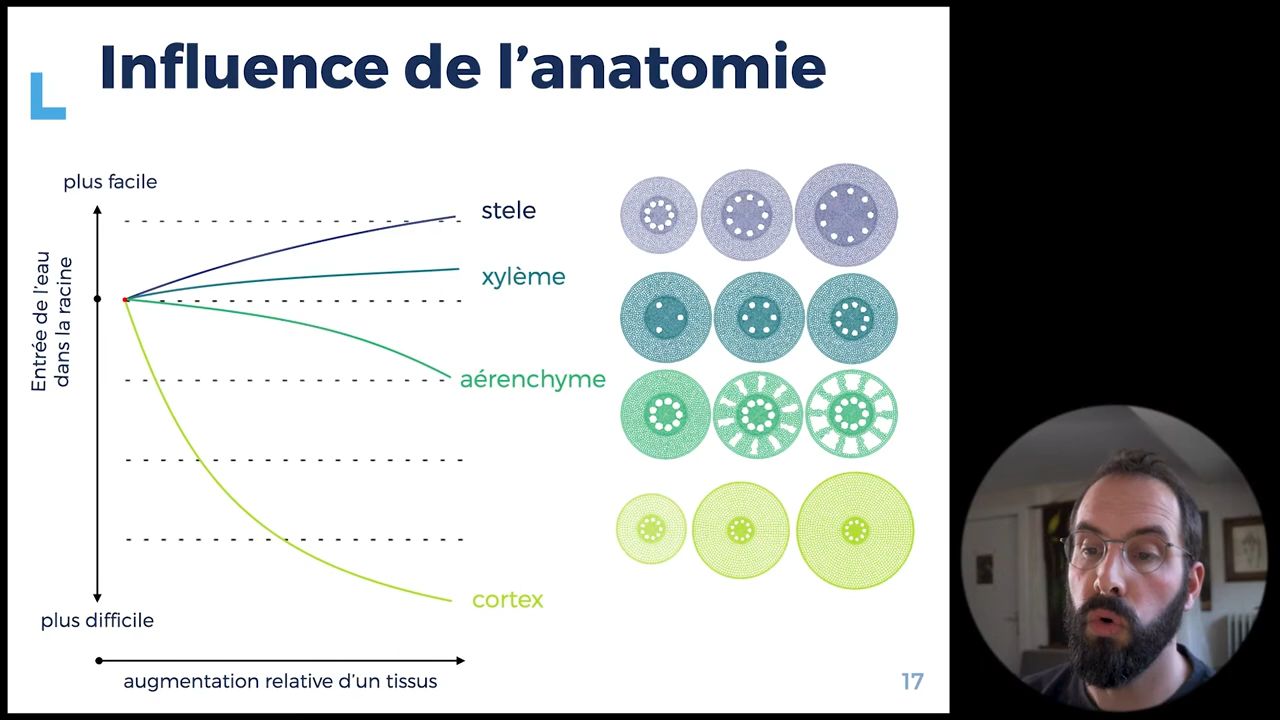 Influence de l’anatomie
plus facile
Entrée de l'eau
dans la racine
plus difficile
stele
xylème
aérenchyme
cortex
augmentation relative d’un tissus
17